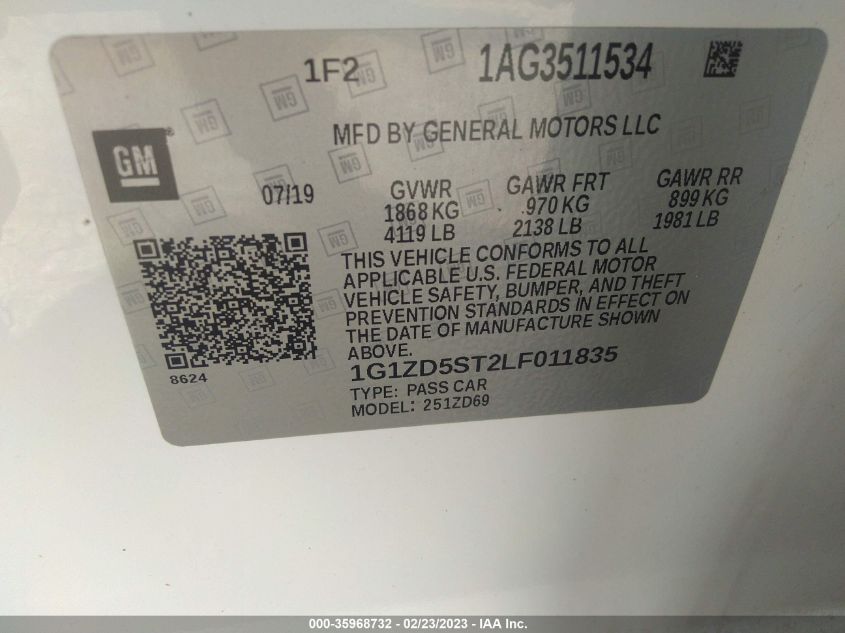 1F2 1AG3511534
MFD BY GENERAL MOTORS LLC
GM®
07/19 GVWR GAWR FRT GAWR RR
1868 KG 970 KG 899 KG
4119 LB 2138 LB 1981 LB
THIS VEHICLE CONFORMS TO ALL
APPLICABLE U.S. FEDERAL MOTOR
VEHICLE SAFETY, BUMPER, AND THEFT
PREVENTION STANDARDS IN EFFECT ON
THE DATE OF MANUFACTURE SHOWN
ABOVE.
8624
1G1ZD5ST2LF011835
TYPE: PASS CAR
MODEL: 251ZD69
000-35968732 - 02/23/2023 - IAA Inc.